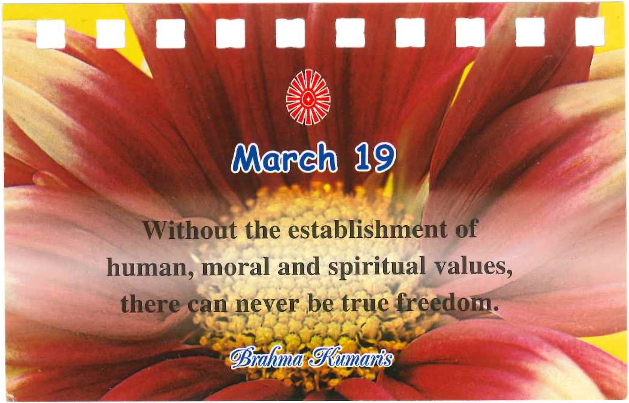 March 19
Without the establishment of
human, moral and spiritual values,
there can never be true freedom.
Brahma Kumaris